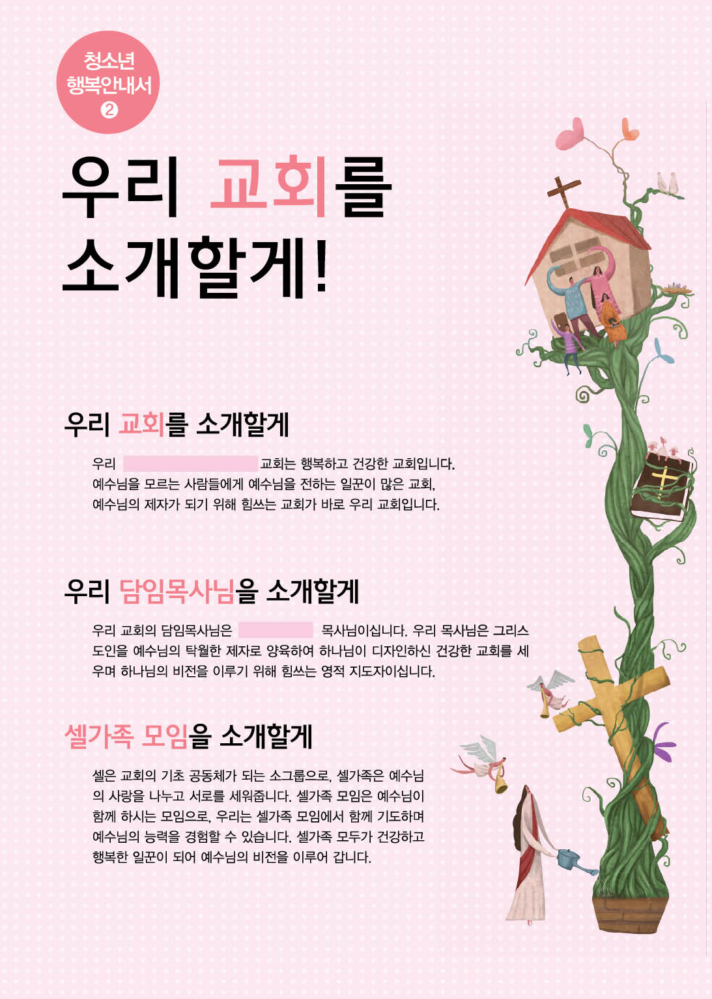 청소년
행복안내서
2
우리 교회를
소개할게!
우리 교회를 소개할게
우리 교회는 행복하고 건강한 교회입니다.
예수님을 모르는 사람들에게 예수님을 전하는 일꾼이 많은 교회,
예수님의 제자가 되기 위해 힘쓰는 교회가 바로 우리 교회입니다.
우리 담임목사님을 소개할게
우리 교회의 담임목사님은 목사님이십니다. 우리 목사님은 그리스
도인을 예수님의 탁월한 제자로 양육하여 하나님이 디자인하신 건강한 교회를 세
우며 하나님의 비전을 이루기 위해 힘쓰는 영적 지도자이십니다.
셀가족 모임을 소개할게
셀은 교회의 기초 공동체가 되는 소그룹으로, 셀가족은 예수님
의 사랑을 나누고 서로를 세워줍니다. 셀가족 모임은 예수님이
함께 하시는 모임으로, 우리는 셀가족 모임에서 함께 기도하며
예수님의 능력을 경험할 수 있습니다. 셀가족 모두가 건강하고
행복한 일꾼이 되어 예수님의 비전을 이루어 갑니다.